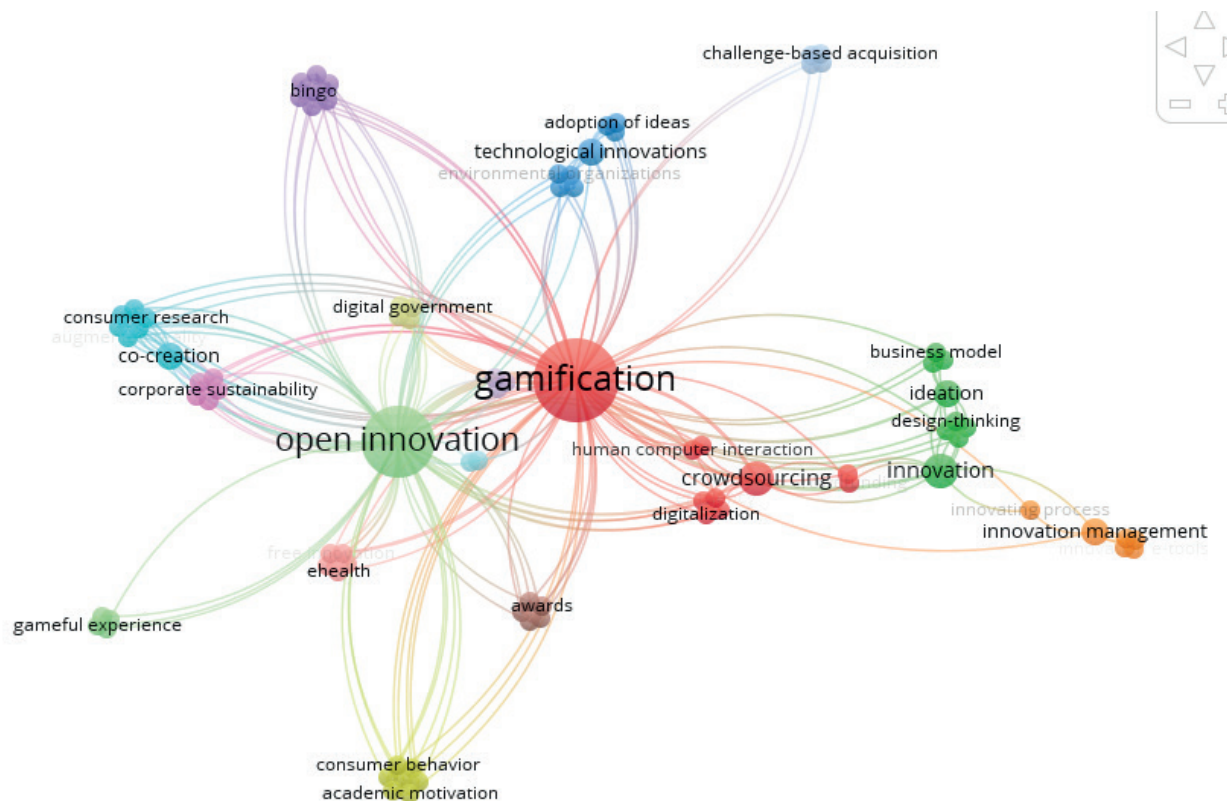 challenge-based acquisition
bingo
adoption of ideas
technological innovations
environmental organizations
digital government
consumer research
co-creation
corporate sustainability
gamification
business model
ideation
design-thinking
open innovation
human computer interaction
crowdsourcing
innovation
digitalization
innovating process
innovation management
free innovation
ehealth
awards
gameful experience
consumer behavior
academic motivation